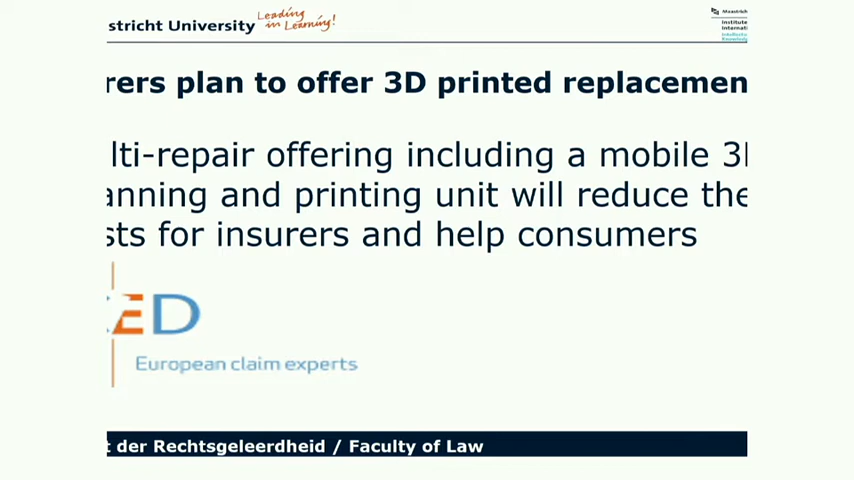 stricht University
Leading in Learning!
Institute
rers plan to offer 3D printed replacemen
lti-repair offering including a mobile 3
anning and printing unit will reduce the
sts for insurers and help consumers
ED
European claim experts
t der Rechtsgeleerdheid / Faculty of Law